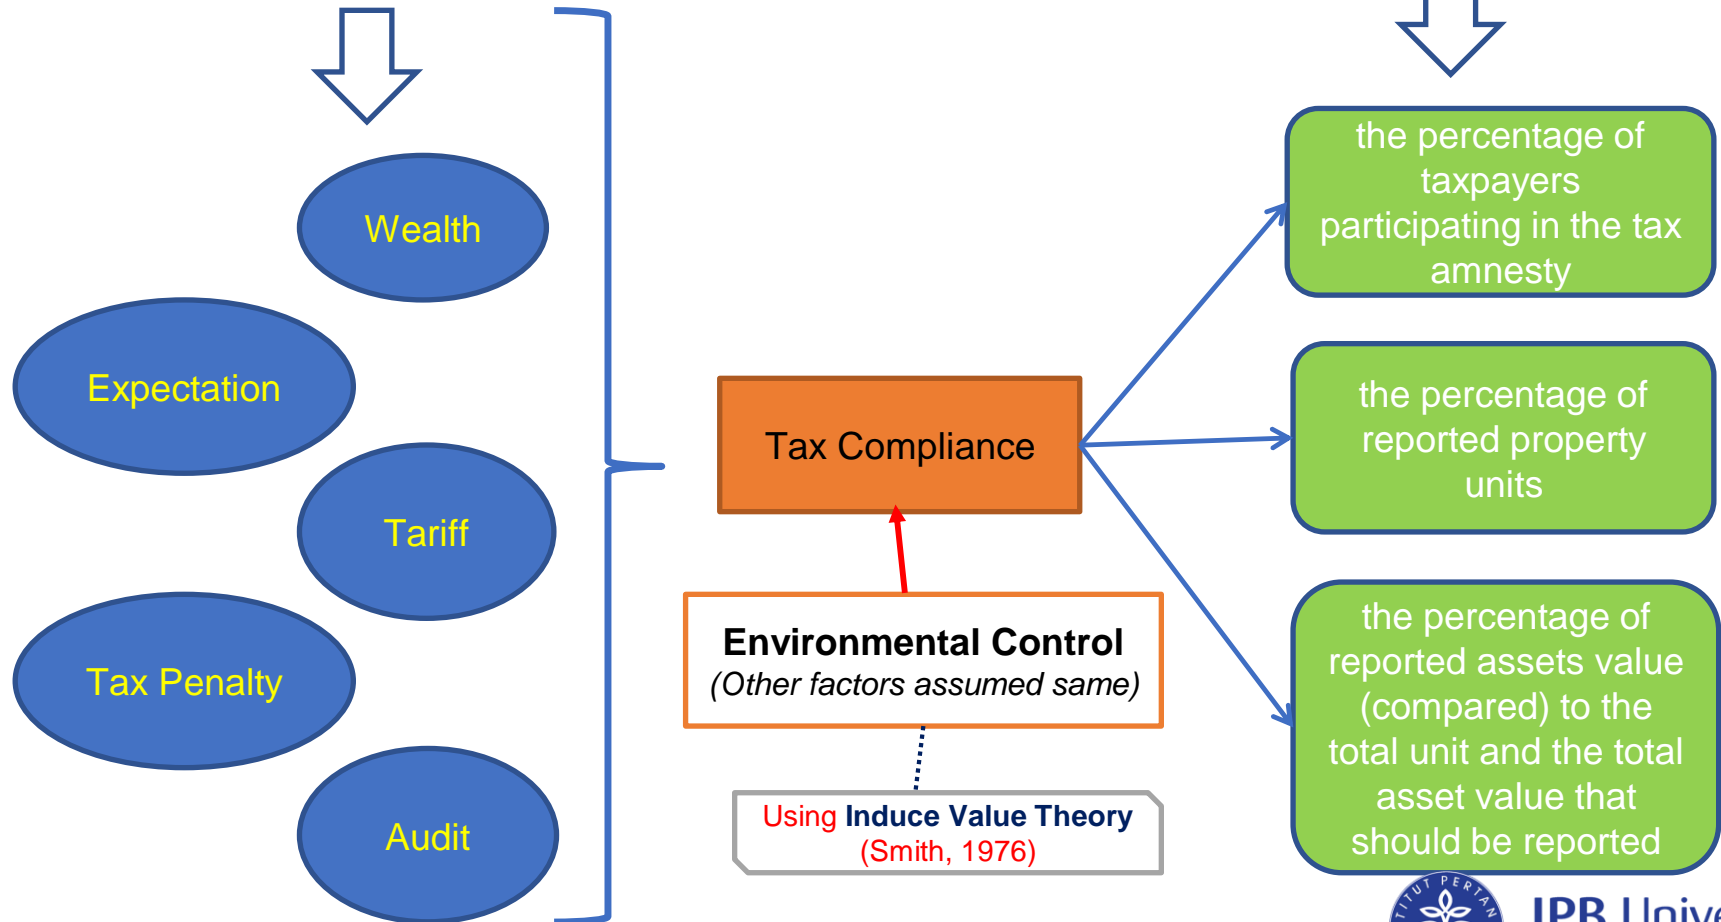 Wealth
Expectation
Tariff
Tax Penalty
Audit
Tax Compliance
Environmental Control
(Other factors assumed same)
Using Induce Value Theory
(Smith, 1976)
the percentage of
taxpayers
participating in the tax
amnesty
the percentage of
reported property
units
the percentage of
reported assets value
(compared) to the
total unit and the total
asset value that
should be reported
ITUT PERTAN
IPB Unive